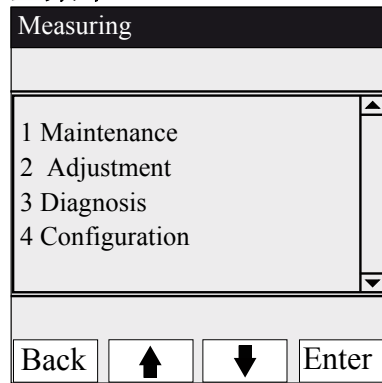 Measuring
1 Maintenance
2 Adjustment
3 Diagnosis
4 Configuration
Back Enter